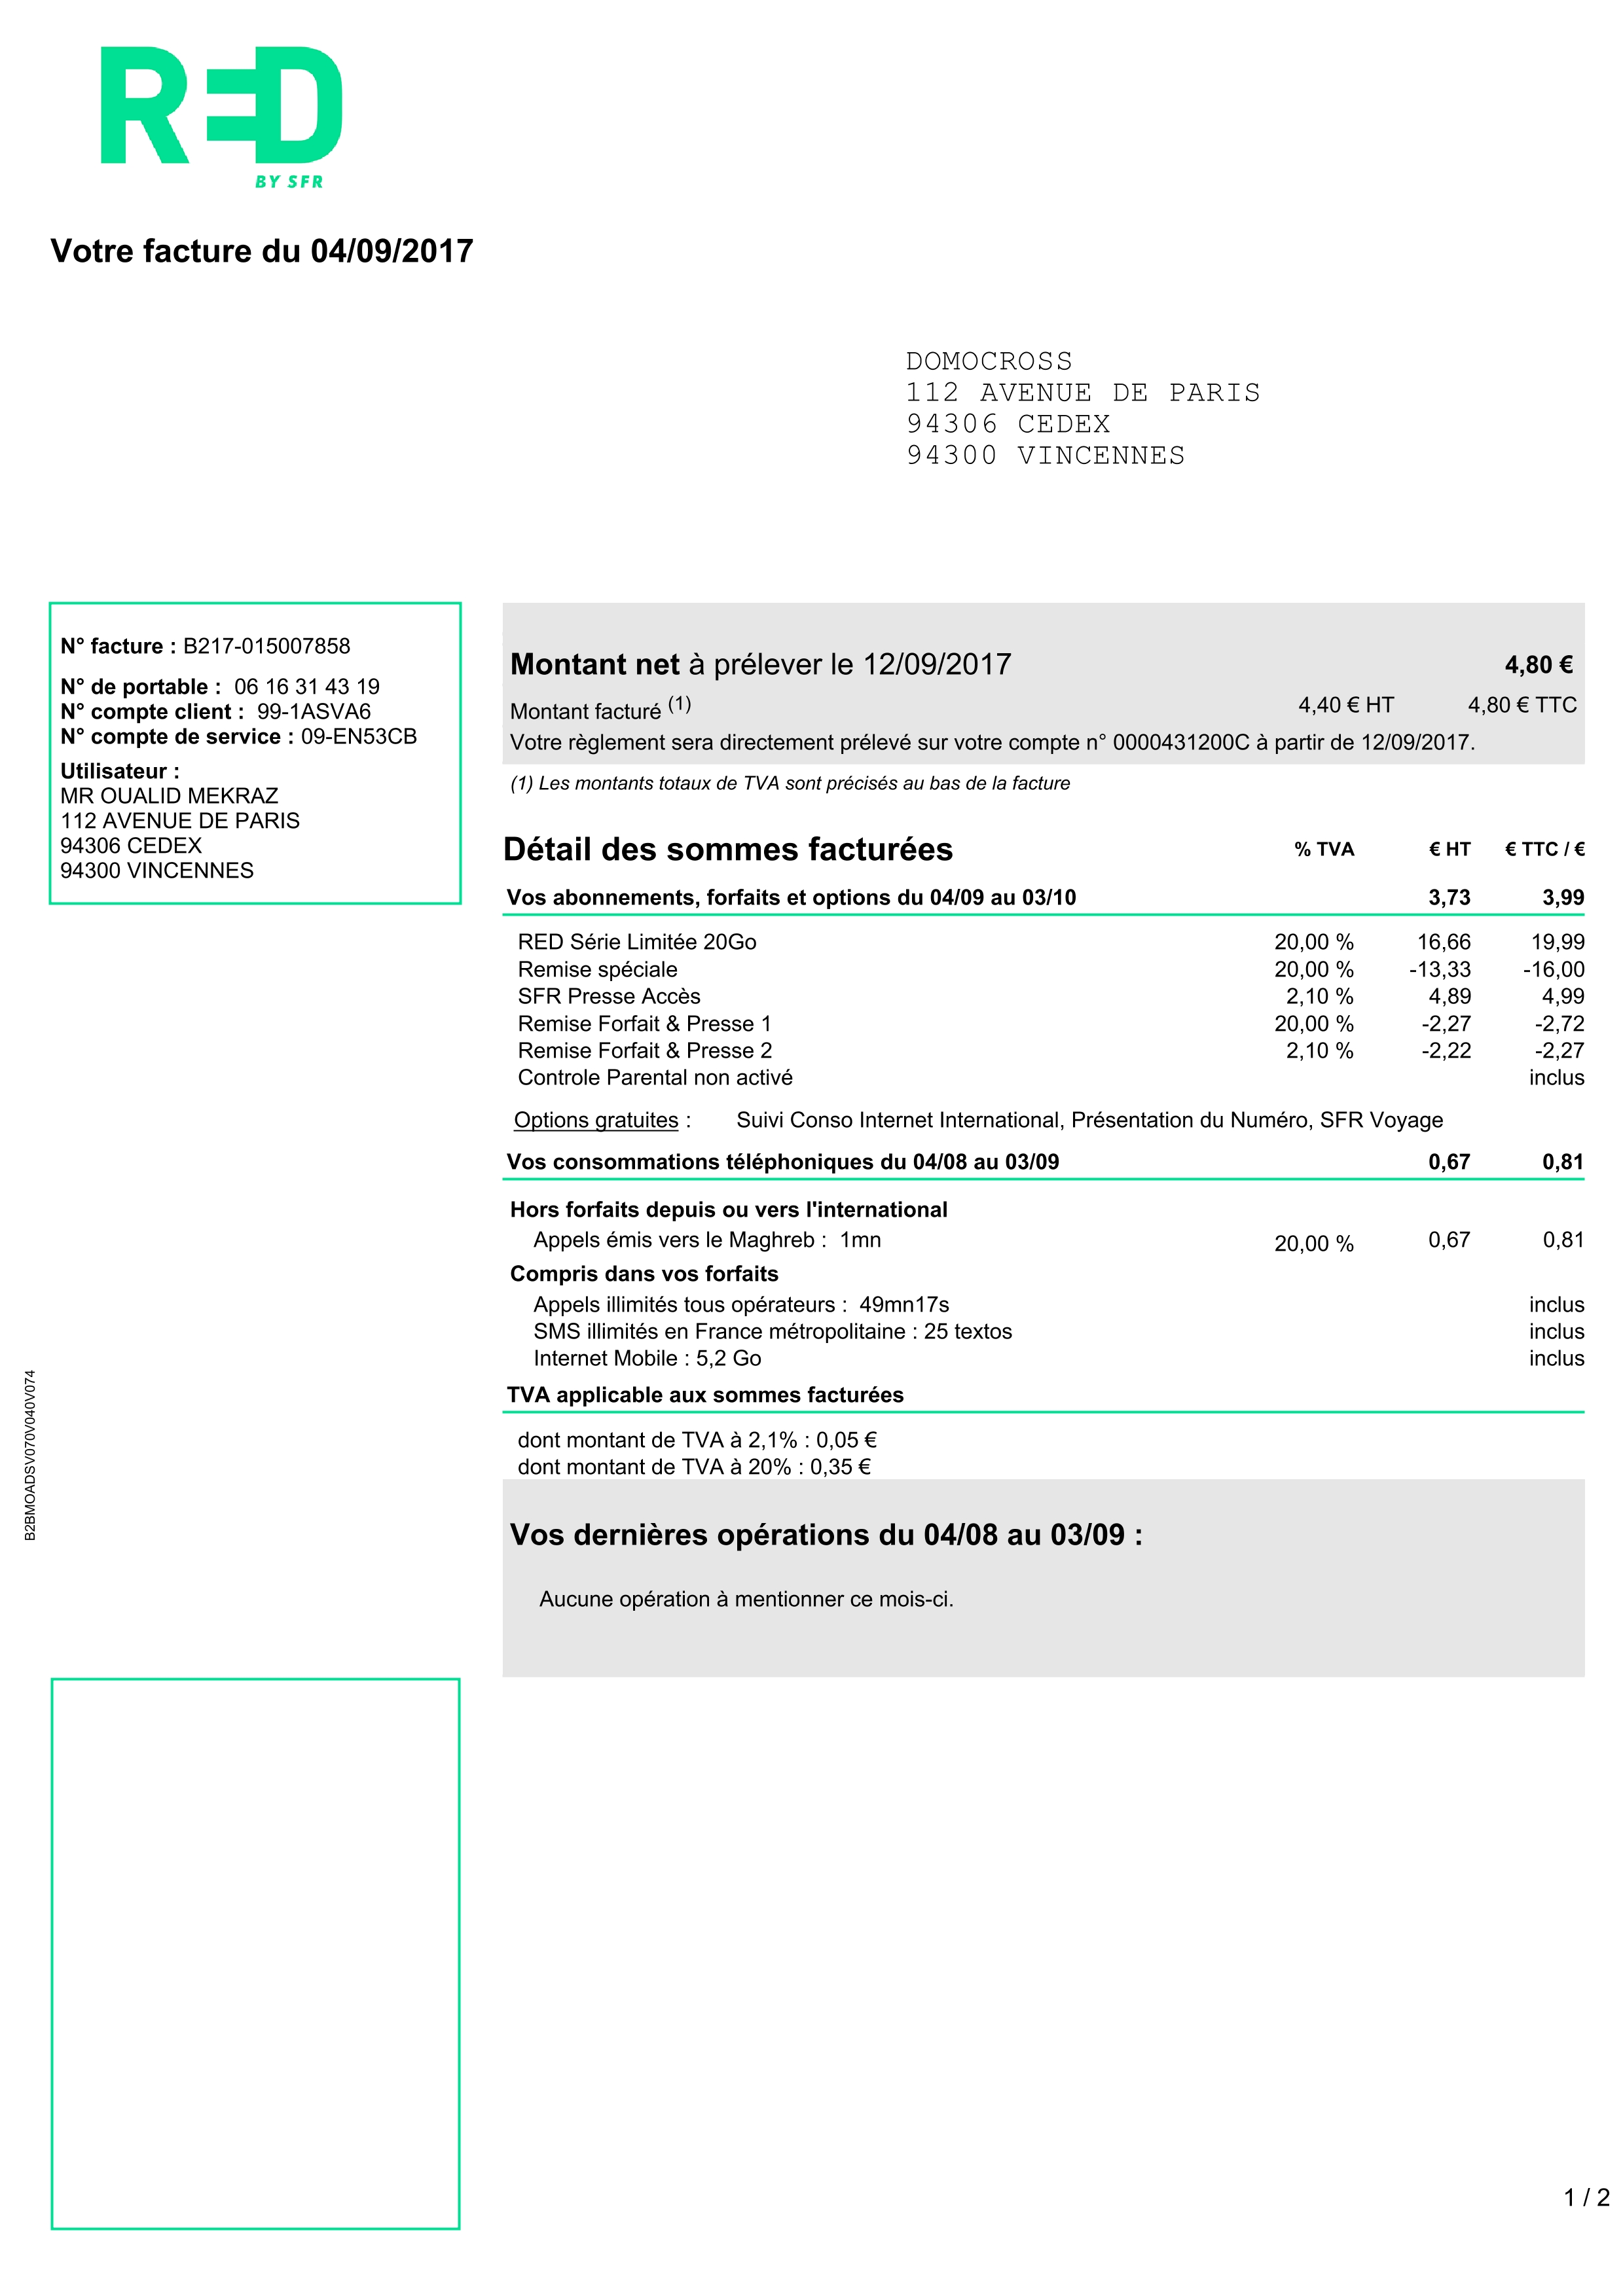 RED
BY SFR
Votre facture du 04/09/2017
DOMOCROSS
112 AVENUE DE PARIS
94306 CEDEX
94300 VINCENNES
N° facture : B217-015007858
N° de portable : 06 16 31 43 19
N° compte client : 99-1ASVA6
N° compte de service : 09-EN53CB
Utilisateur :
MR OUALID MEKRAZ
112 AVENUE DE PARIS
94306 CEDEX
94300 VINCENNES
Montant net à prélever le 12/09/2017 4,80 €
Montant facturé (1) 4,40 € HT 4,80 € TTC
Votre règlement sera directement prélevé sur votre compte n° 0000431200C à partir de 12/09/2017.
(1) Les montants totaux de TVA sont précisés au bas de la facture
Détail des sommes facturées % TVA € HT € TTC / €
Vos abonnements, forfaits et options du 04/09 au 03/10 3,73 3,99
RED Série Limitée 20Go 20,00 % 16,66 19,99
Remise spéciale 20,00 % -13,33 -16,00
SFR Presse Accès 2,10 % 4,89 4,99
Remise Forfait & Presse 1 20,00 % -2,27 -2,72
Remise Forfait & Presse 2 2,10 % -2,22 -2,27
Controle Parental non activé inclus
Options gratuites : Suivi Conso Internet International, Présentation du Numéro, SFR Voyage
Vos consommations téléphoniques du 04/08 au 03/09 0,67 0,81
Hors forfaits depuis ou vers l'international
Appels émis vers le Maghreb : 1mn 20,00 % 0,67 0,81
Compris dans vos forfaits
Appels illimités tous opérateurs : 49mn17s inclus
SMS illimités en France métropolitaine : 25 textos inclus
Internet Mobile : 5,2 Go inclus
TVA applicable aux sommes facturées
dont montant de TVA à 2,1% : 0,05 €
dont montant de TVA à 20% : 0,35 €
Vos dernières opérations du 04/08 au 03/09 :
Aucune opération à mentionner ce mois-ci.
B2BMOADSV070V040V074
1 / 2